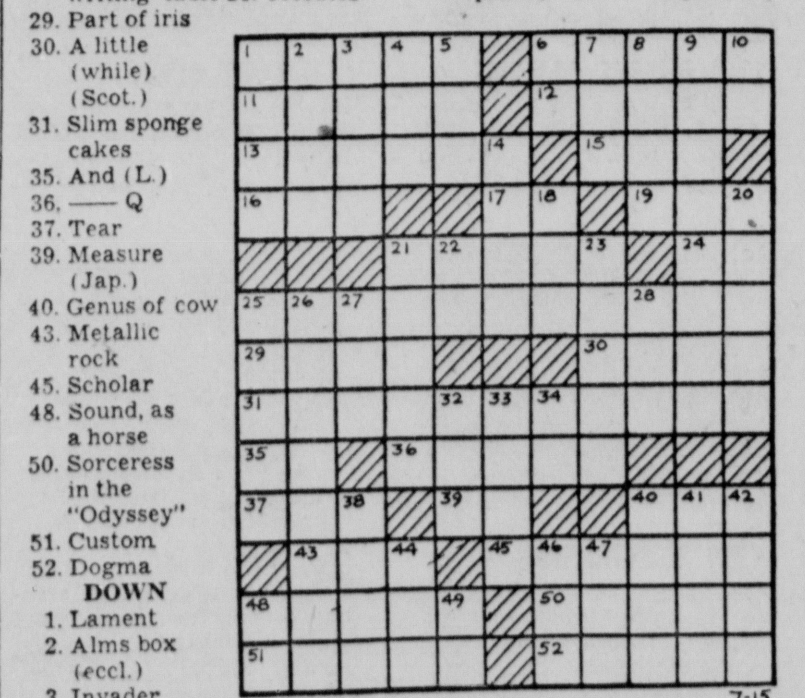 29. Part of iris
30. A little
(while)
(Scot.)
31. Slim sponge
cakes
35. And (L.)
36. —— Q
37. Tear
39. Measure
(Jap.)
40. Genus of cow
43. Metallic
rock
45. Scholar
48. Sound, as
a horse
50. Sorceress
in the
"Odyssey"
51. Custom
52. Dogma
DOWN
1. Lament
2. Alms box
(eccl.)
3. Invader
1 2 3 4 5 6 7 8 9 10
11 12
13 14 15
16 17 18 19 20
21 22 23 24
25 26 27 28
29 30
31 32 33 34
35 36
37 38 39 40 41 42
43 44 45 46 47
48 49 50
51 52
7-15